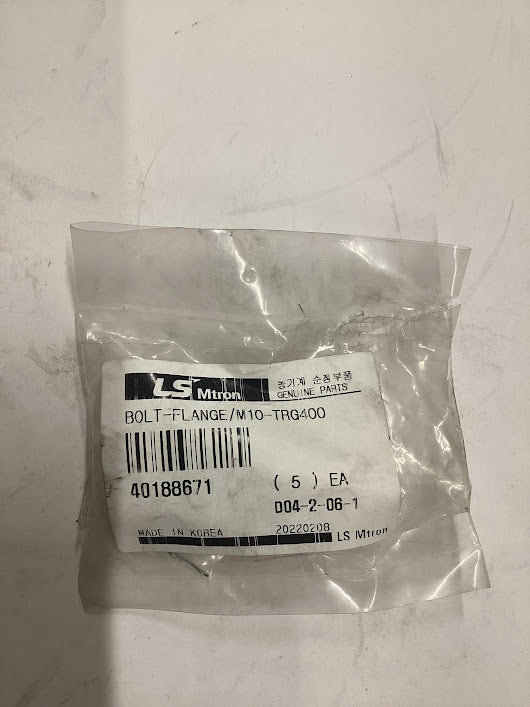 LS Mtron
농기계 순정부품
GENUINE PARTS
BOLT-FLANGE/M10-TRG400
40188671
( 5 ) EA
D04-2-06-1
MADE IN KOREA
20220208
LS Mtron